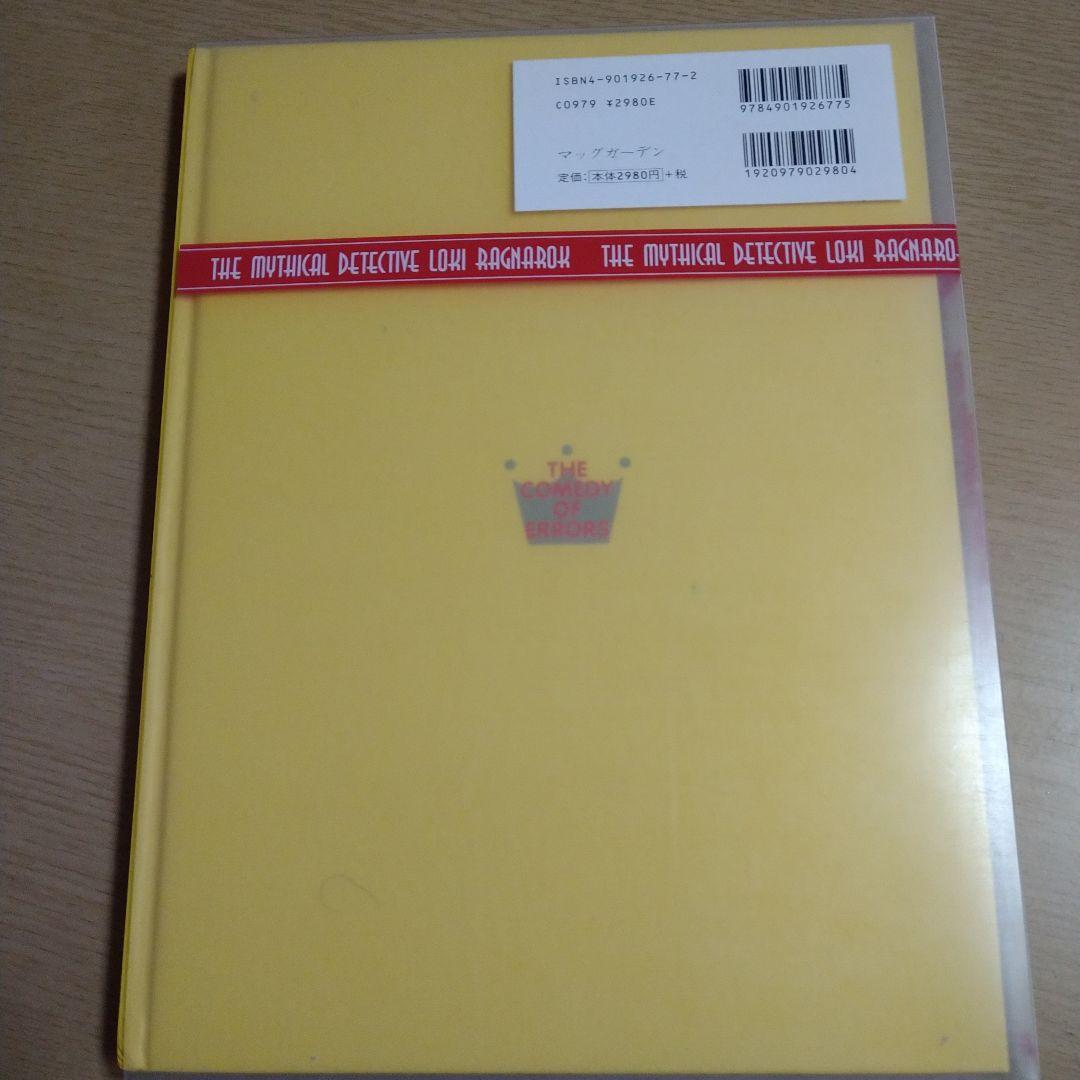 ISBN4-901926-77-2
C0979 ¥2980E
マッグガーデン
定価：本体2980円＋税
9784901926775
1920979029804
THE MYTHICAL DETECTIVE LOKI RAGNAROK THE MYTHICAL DETECTIVE LOKI RAGNARO
THE
COMEDY
OF
ERRORS